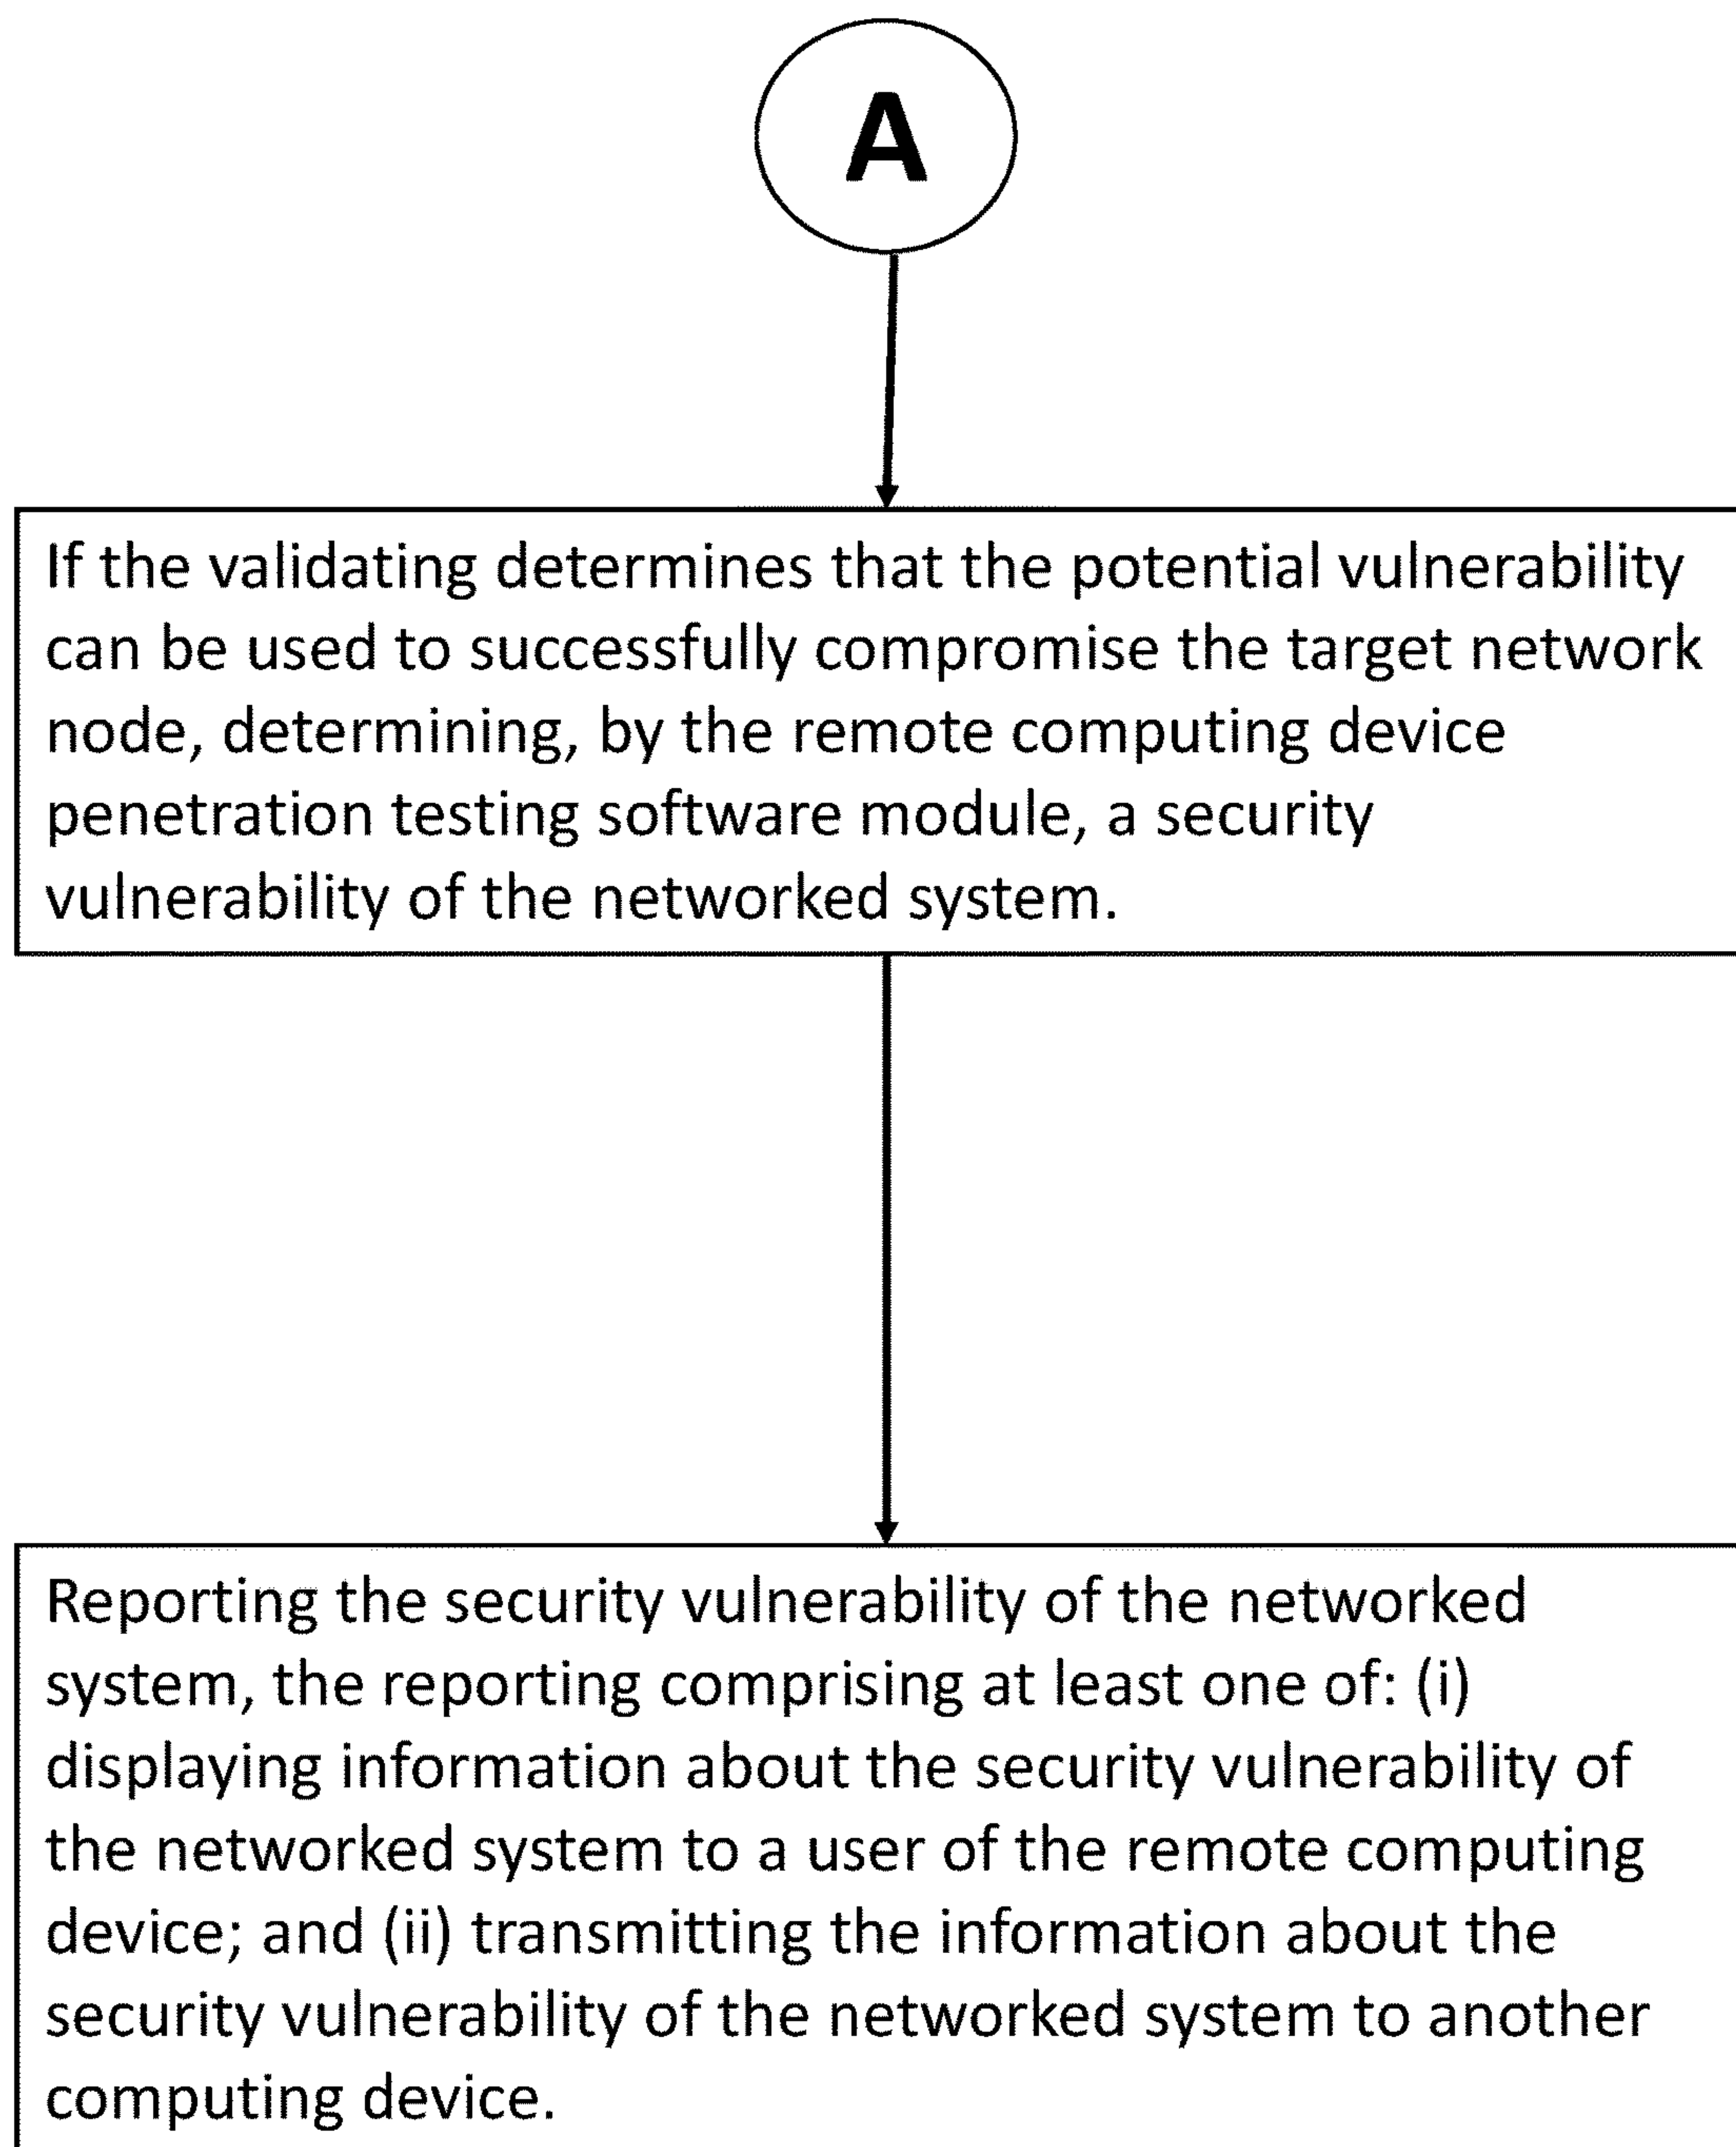 A
If the validating determines that the potential vulnerability
can be used to successfully compromise the target network
node, determining, by the remote computing device
penetration testing software module, a security
vulnerability of the networked system.
Reporting the security vulnerability of the networked
system, the reporting comprising at least one of: (i)
displaying information about the security vulnerability of
the networked system to a user of the remote computing
device; and (ii) transmitting the information about the
security vulnerability of the networked system to another
computing device.